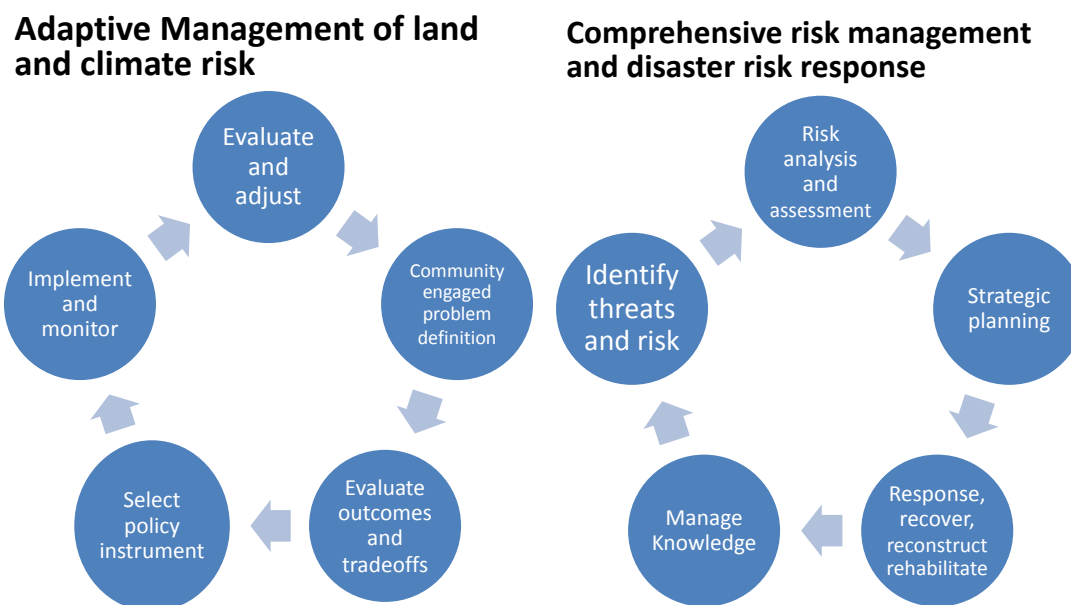 Adaptive Management of land
and climate risk
Evaluate
and
adjust
Community
engaged
problem
definition
Evaluate
outcomes
and
tradeoffs
Select
policy
instrument
Implement
and
monitor
Comprehensive risk management
and disaster risk response
Risk
analysis
and
assessment
Strategic
planning
Response,
recover,
reconstruct
rehabilitate
Manage
Knowledge
Identify
threats
and risk